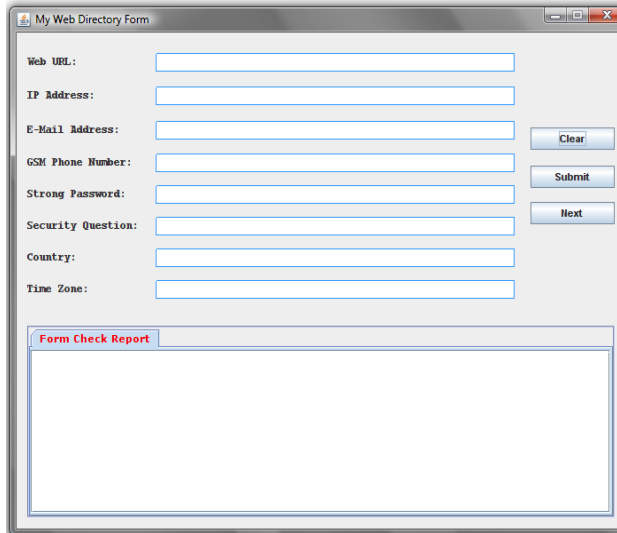 My Web Directory Form
Web URL:
IP Address:
E-Mail Address:
Clear
GSM Phone Number:
Submit
Strong Password:
Next
Security Question:
Country:
Time Zone:
Form Check Report